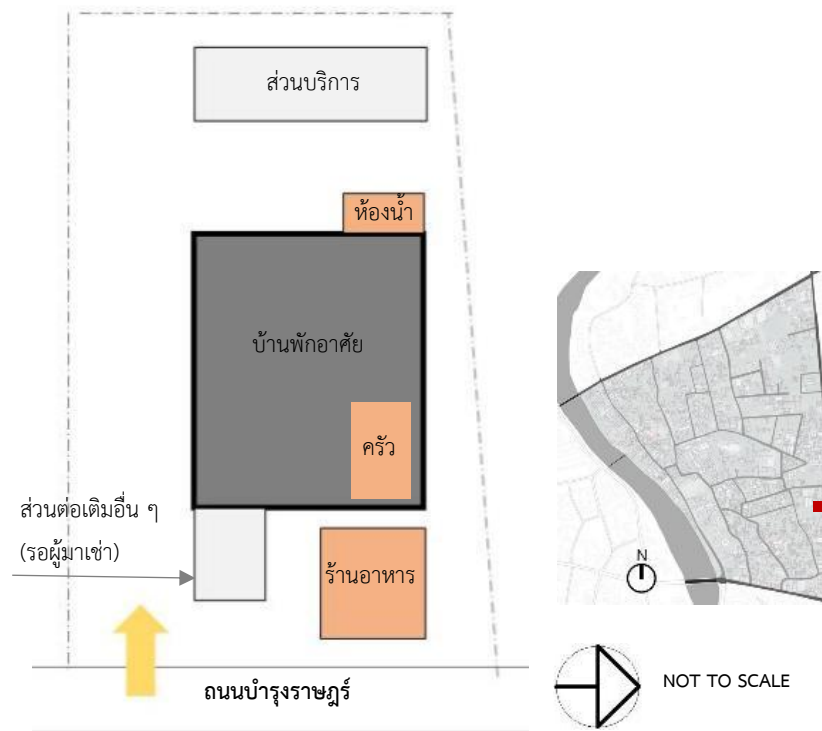 ส่วนบริการ
ห้องน้ำ
บ้านพักอาศัย
ครัว
ส่วนต่อเติมอื่น ๆ
(รอผู้มาเช่า)
ร้านอาหาร
ถนนบำรุงราษฎร์
N
NOT TO SCALE